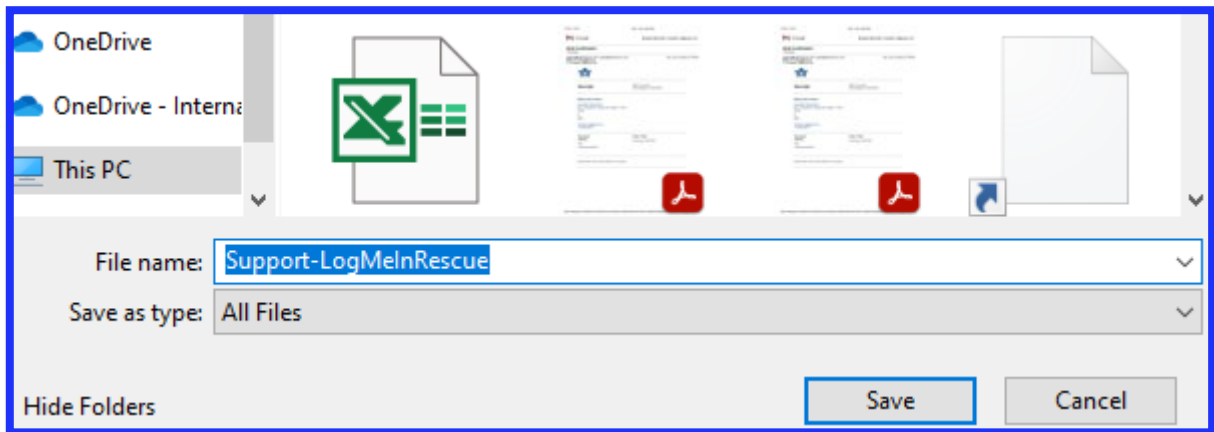 OneDrive
OneDrive - Interna
This PC
File name: Support-LogMeInRescue
Save as type: All Files
Hide Folders
Save
Cancel